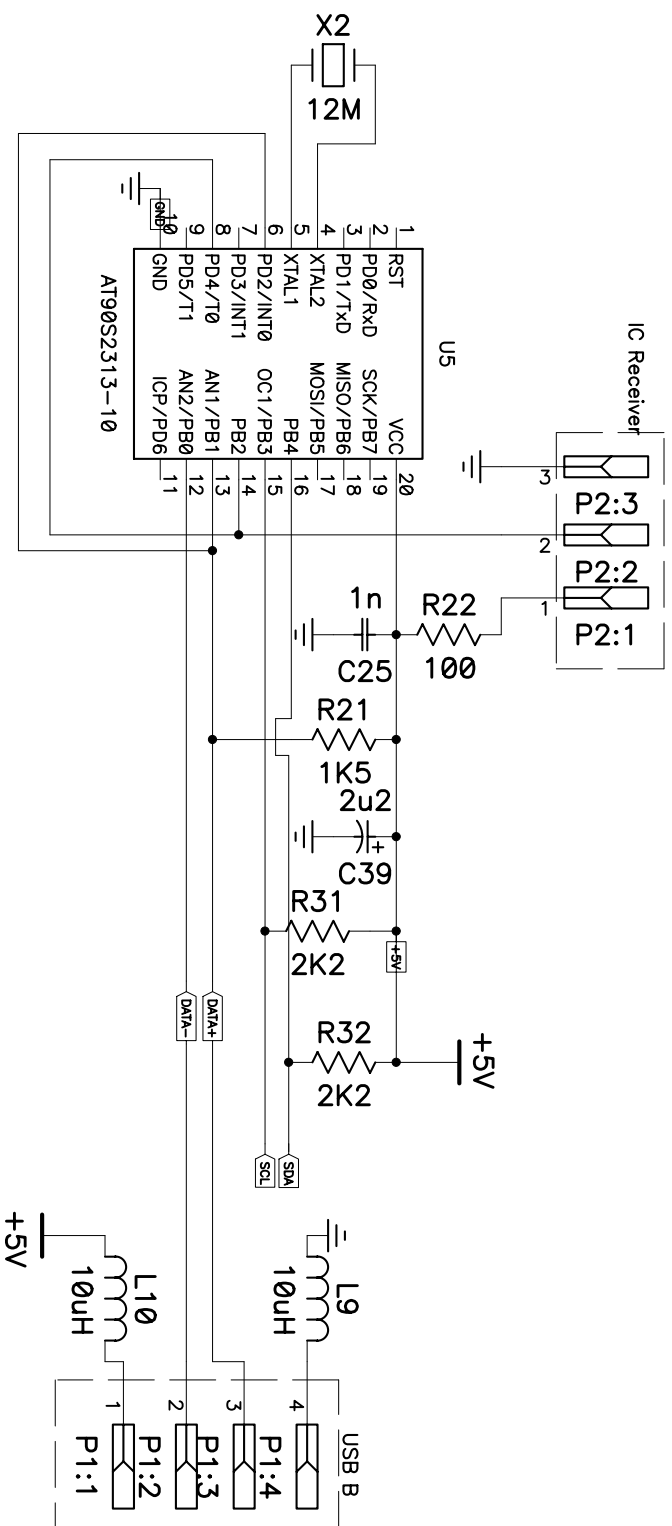 X2
12M
IC Receiver
P2:3
P2:2
P2:1
3
2
1
U5
AT90S2313-10
1 RST
2 PD0/RxD
3 PD1/TxD
4 XTAL2
5 XTAL1
6 PD2/INT0
7 PD3/INT1
8 PD4/T0
9 PD5/T1
10 GND
GND
VCC 20
SCK/PB7 19
MISO/PB6 18
MOSI/PB5 17
PB4 16
OC1/PB3 15
PB2 14
AN1/PB1 13
AN2/PB0 12
ICP/PD6 11
1n
C25
R22
100
R21
1K5
2u2
+
C39
R31
2K2
+5V
R32
2K2
+5V
DATA-
DATA+
SCL
SDA
+5V
L10
10uH
L9
10uH
USB B
1
2
3
4
P1:1
P1:2
P1:3
P1:4